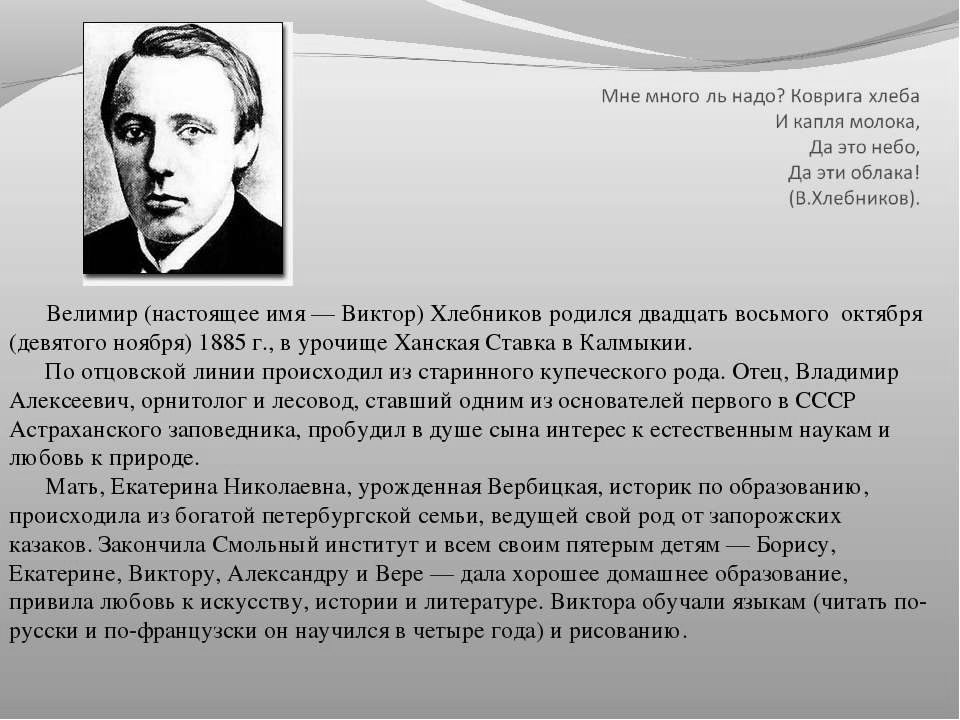 Мне много ль надо? Коврига хлеба
И капля молока,
Да это небо,
Да эти облака!
(В.Хлебников).
Велимир (настоящее имя — Виктор) Хлебников родился двадцать восьмого октября
(девятого ноября) 1885 г., в урочище Ханская Ставка в Калмыкии.
По отцовской линии происходил из старинного купеческого рода. Отец, Владимир
Алексеевич, орнитолог и лесовод, ставший одним из основателей первого в СССР
Астраханского заповедника, пробудил в душе сына интерес к естественным наукам и
любовь к природе.
Мать, Екатерина Николаевна, урожденная Вербицкая, историк по образованию,
происходила из богатой петербургской семьи, ведущей свой род от запорожских
казаков. Закончила Смольный институт и всем своим пятерым детям — Борису,
Екатерине, Виктору, Александру и Вере — дала хорошее домашнее образование,
привила любовь к искусству, истории и литературе. Виктора обучали языкам (читать по-
русски и по-французски он научился в четыре года) и рисованию.